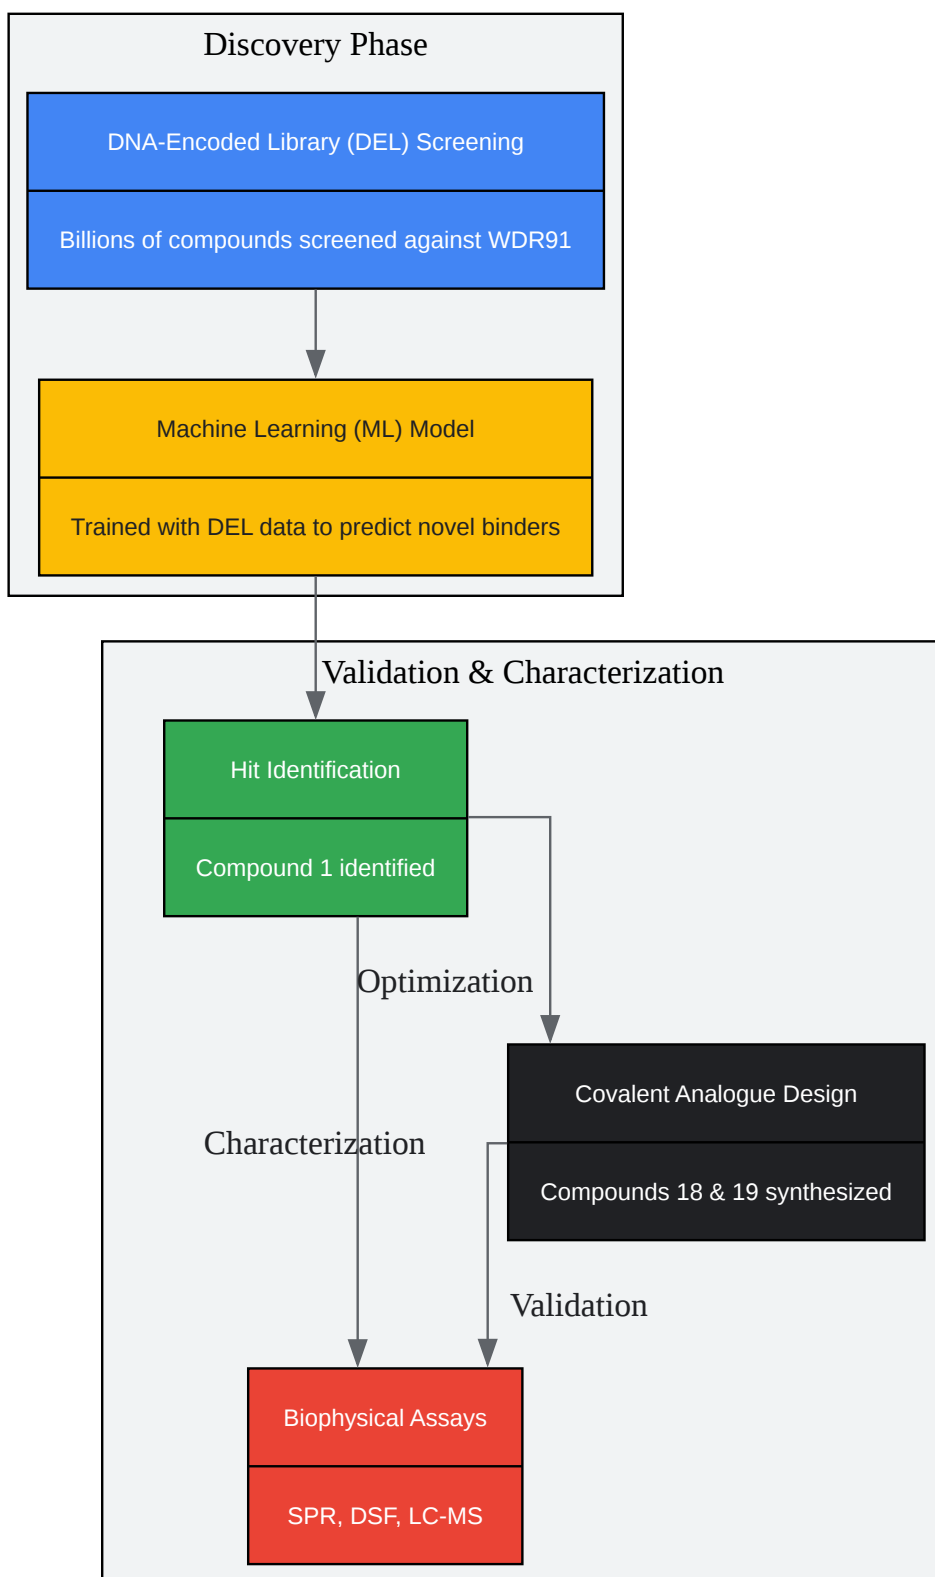 Discovery Phase
DNA-Encoded Library (DEL) Screening
Billions of compounds screened against WDR91
Machine Learning (ML) Model
Trained with DEL data to predict novel binders
Validation & Characterization
Hit Identification
Compound 1 identified
Optimization
Covalent Analogue Design
Characterization
Compounds 18 & 19 synthesized
Validation
Biophysical Assays
SPR, DSF, LC-MS